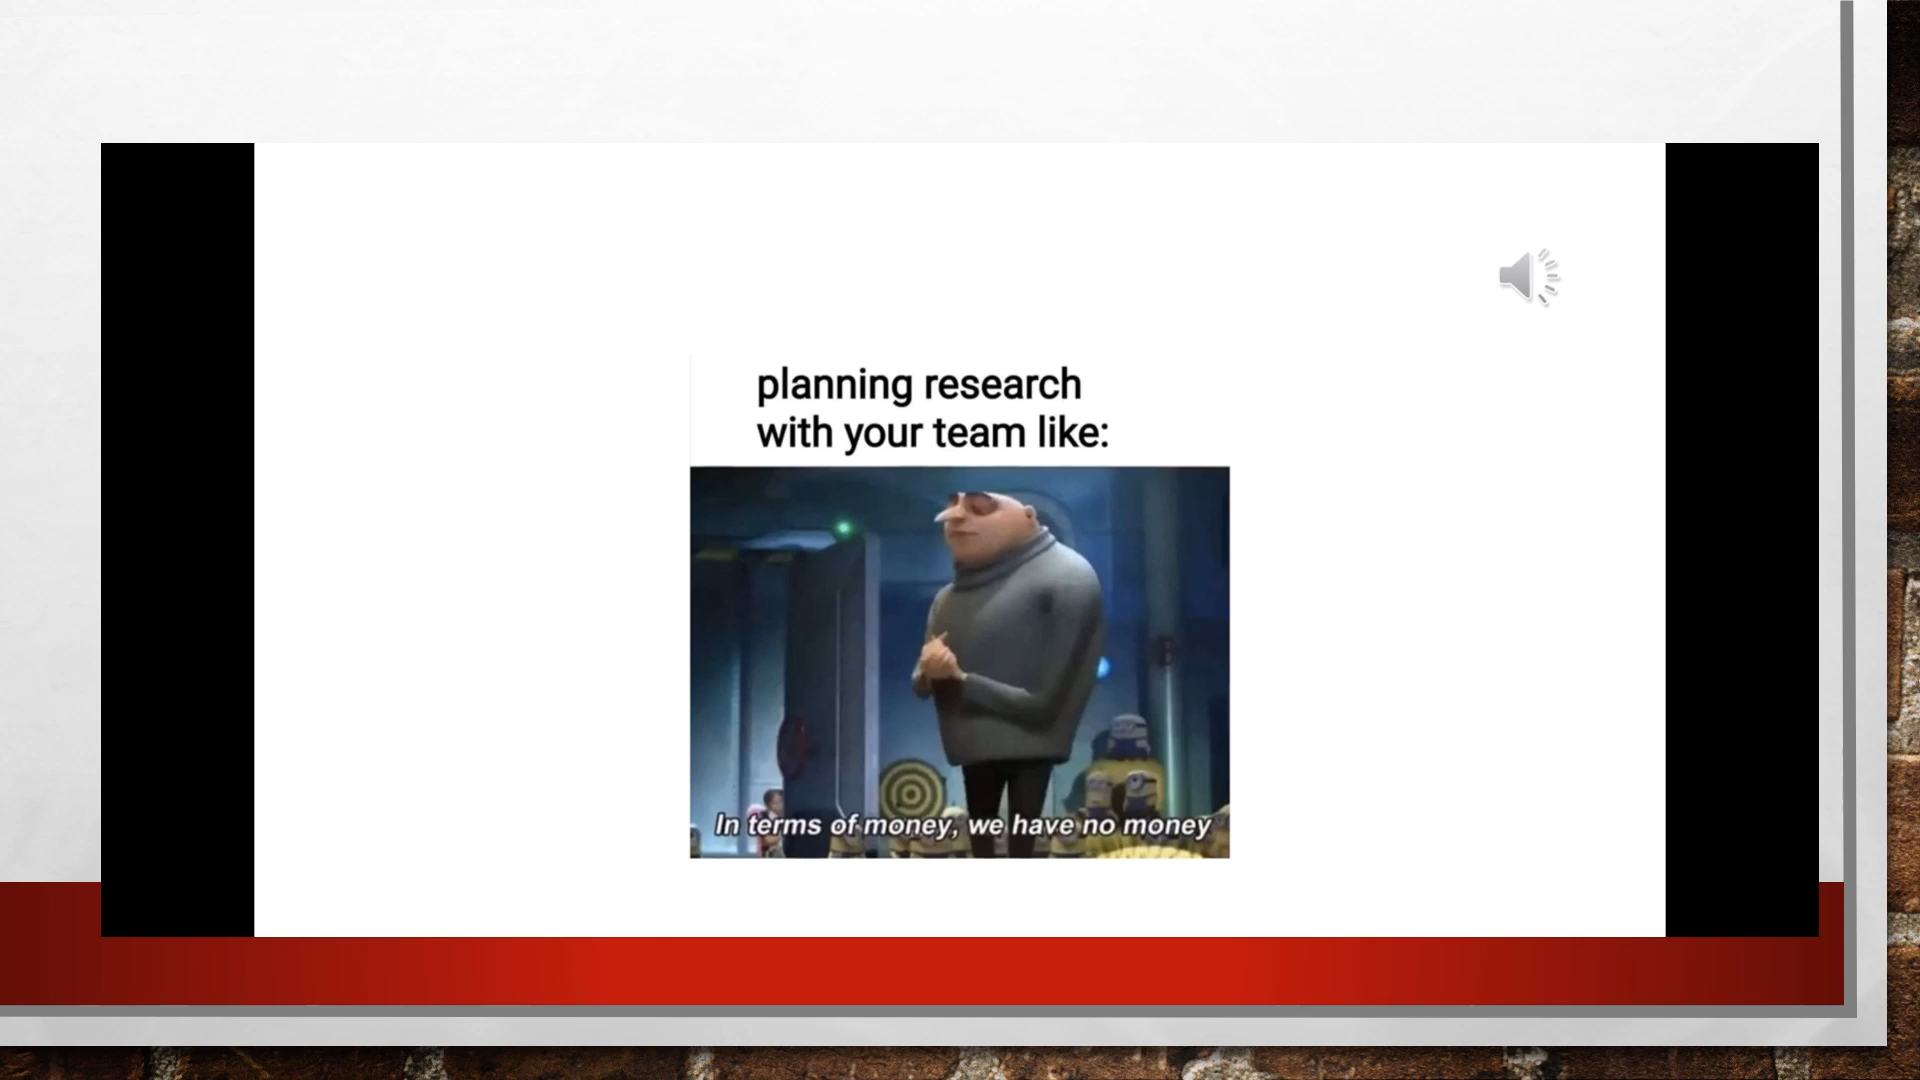 planning research
with your team like:
In terms of money, we have no money